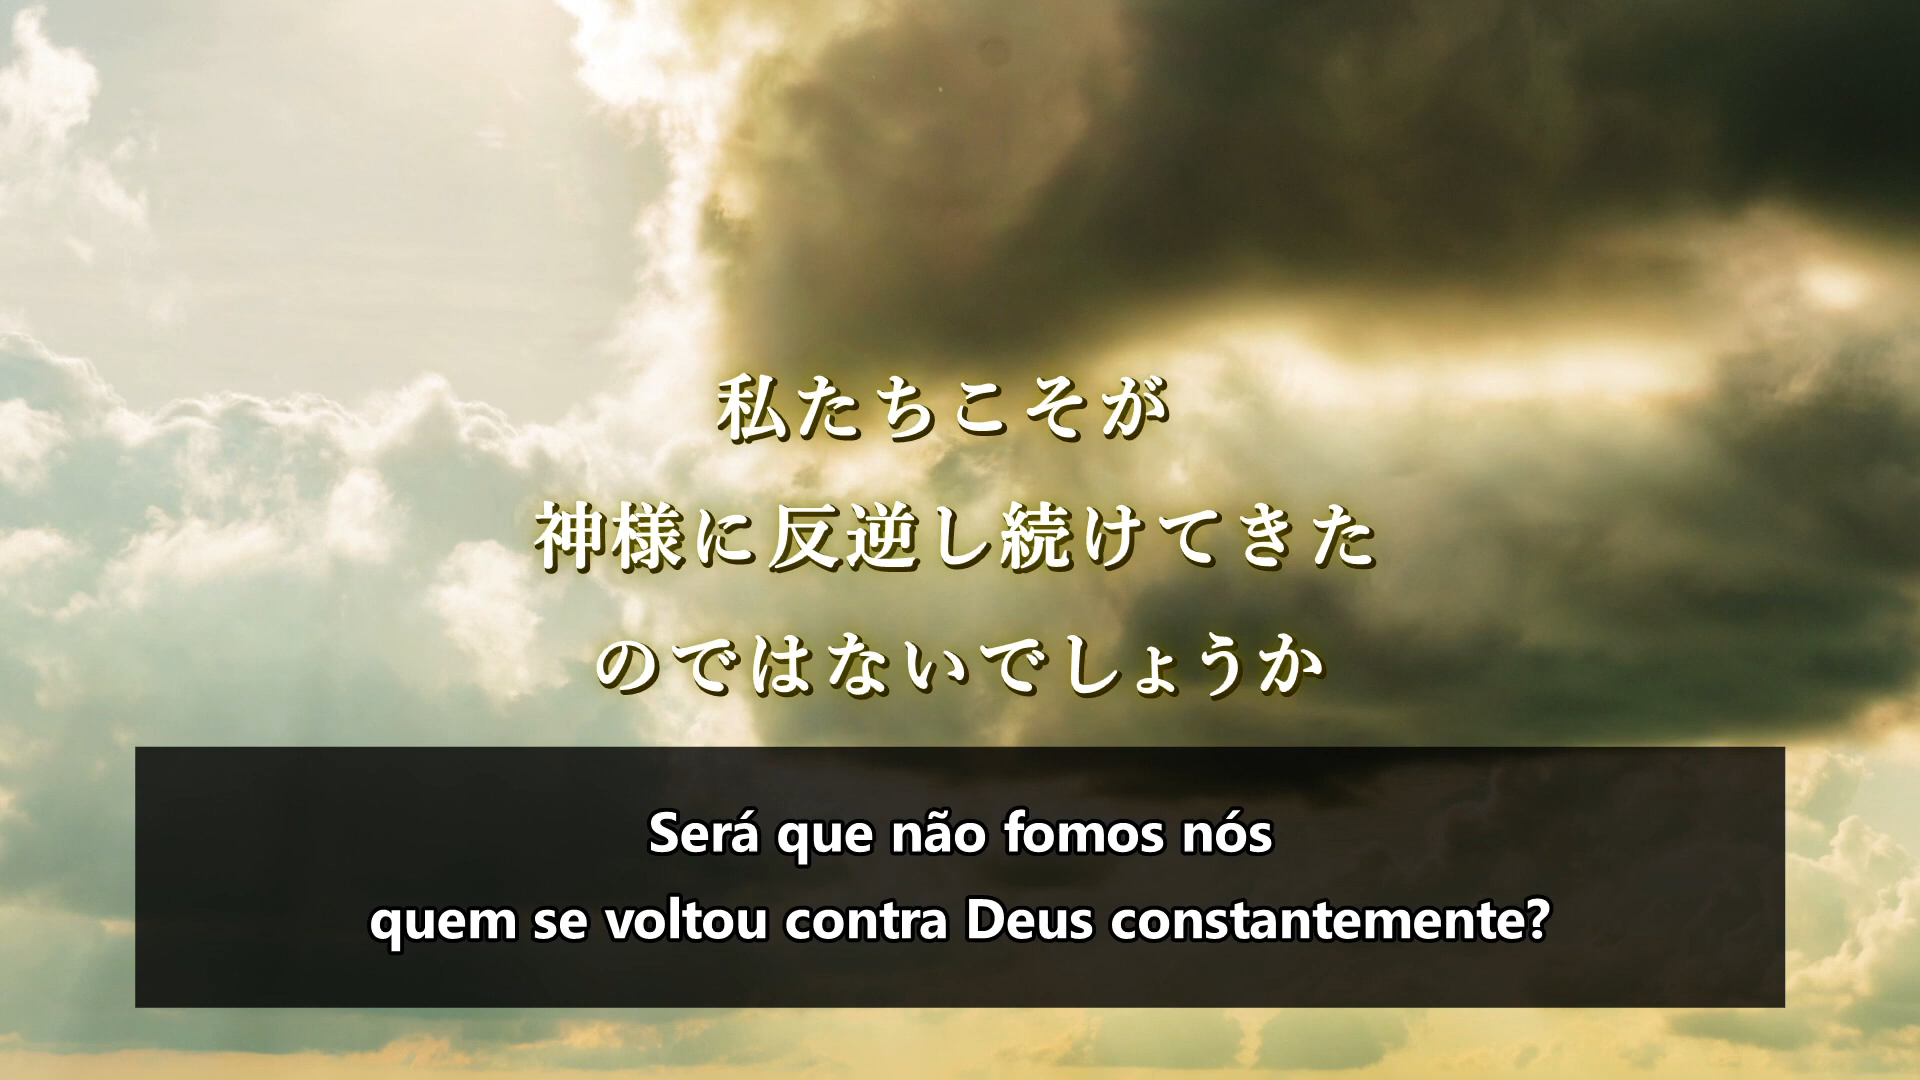 私たちこそが
神様に反逆し続けてきた
のではないでしょうか
Será que não fomos nós
quem se voltou contra Deus constantemente?